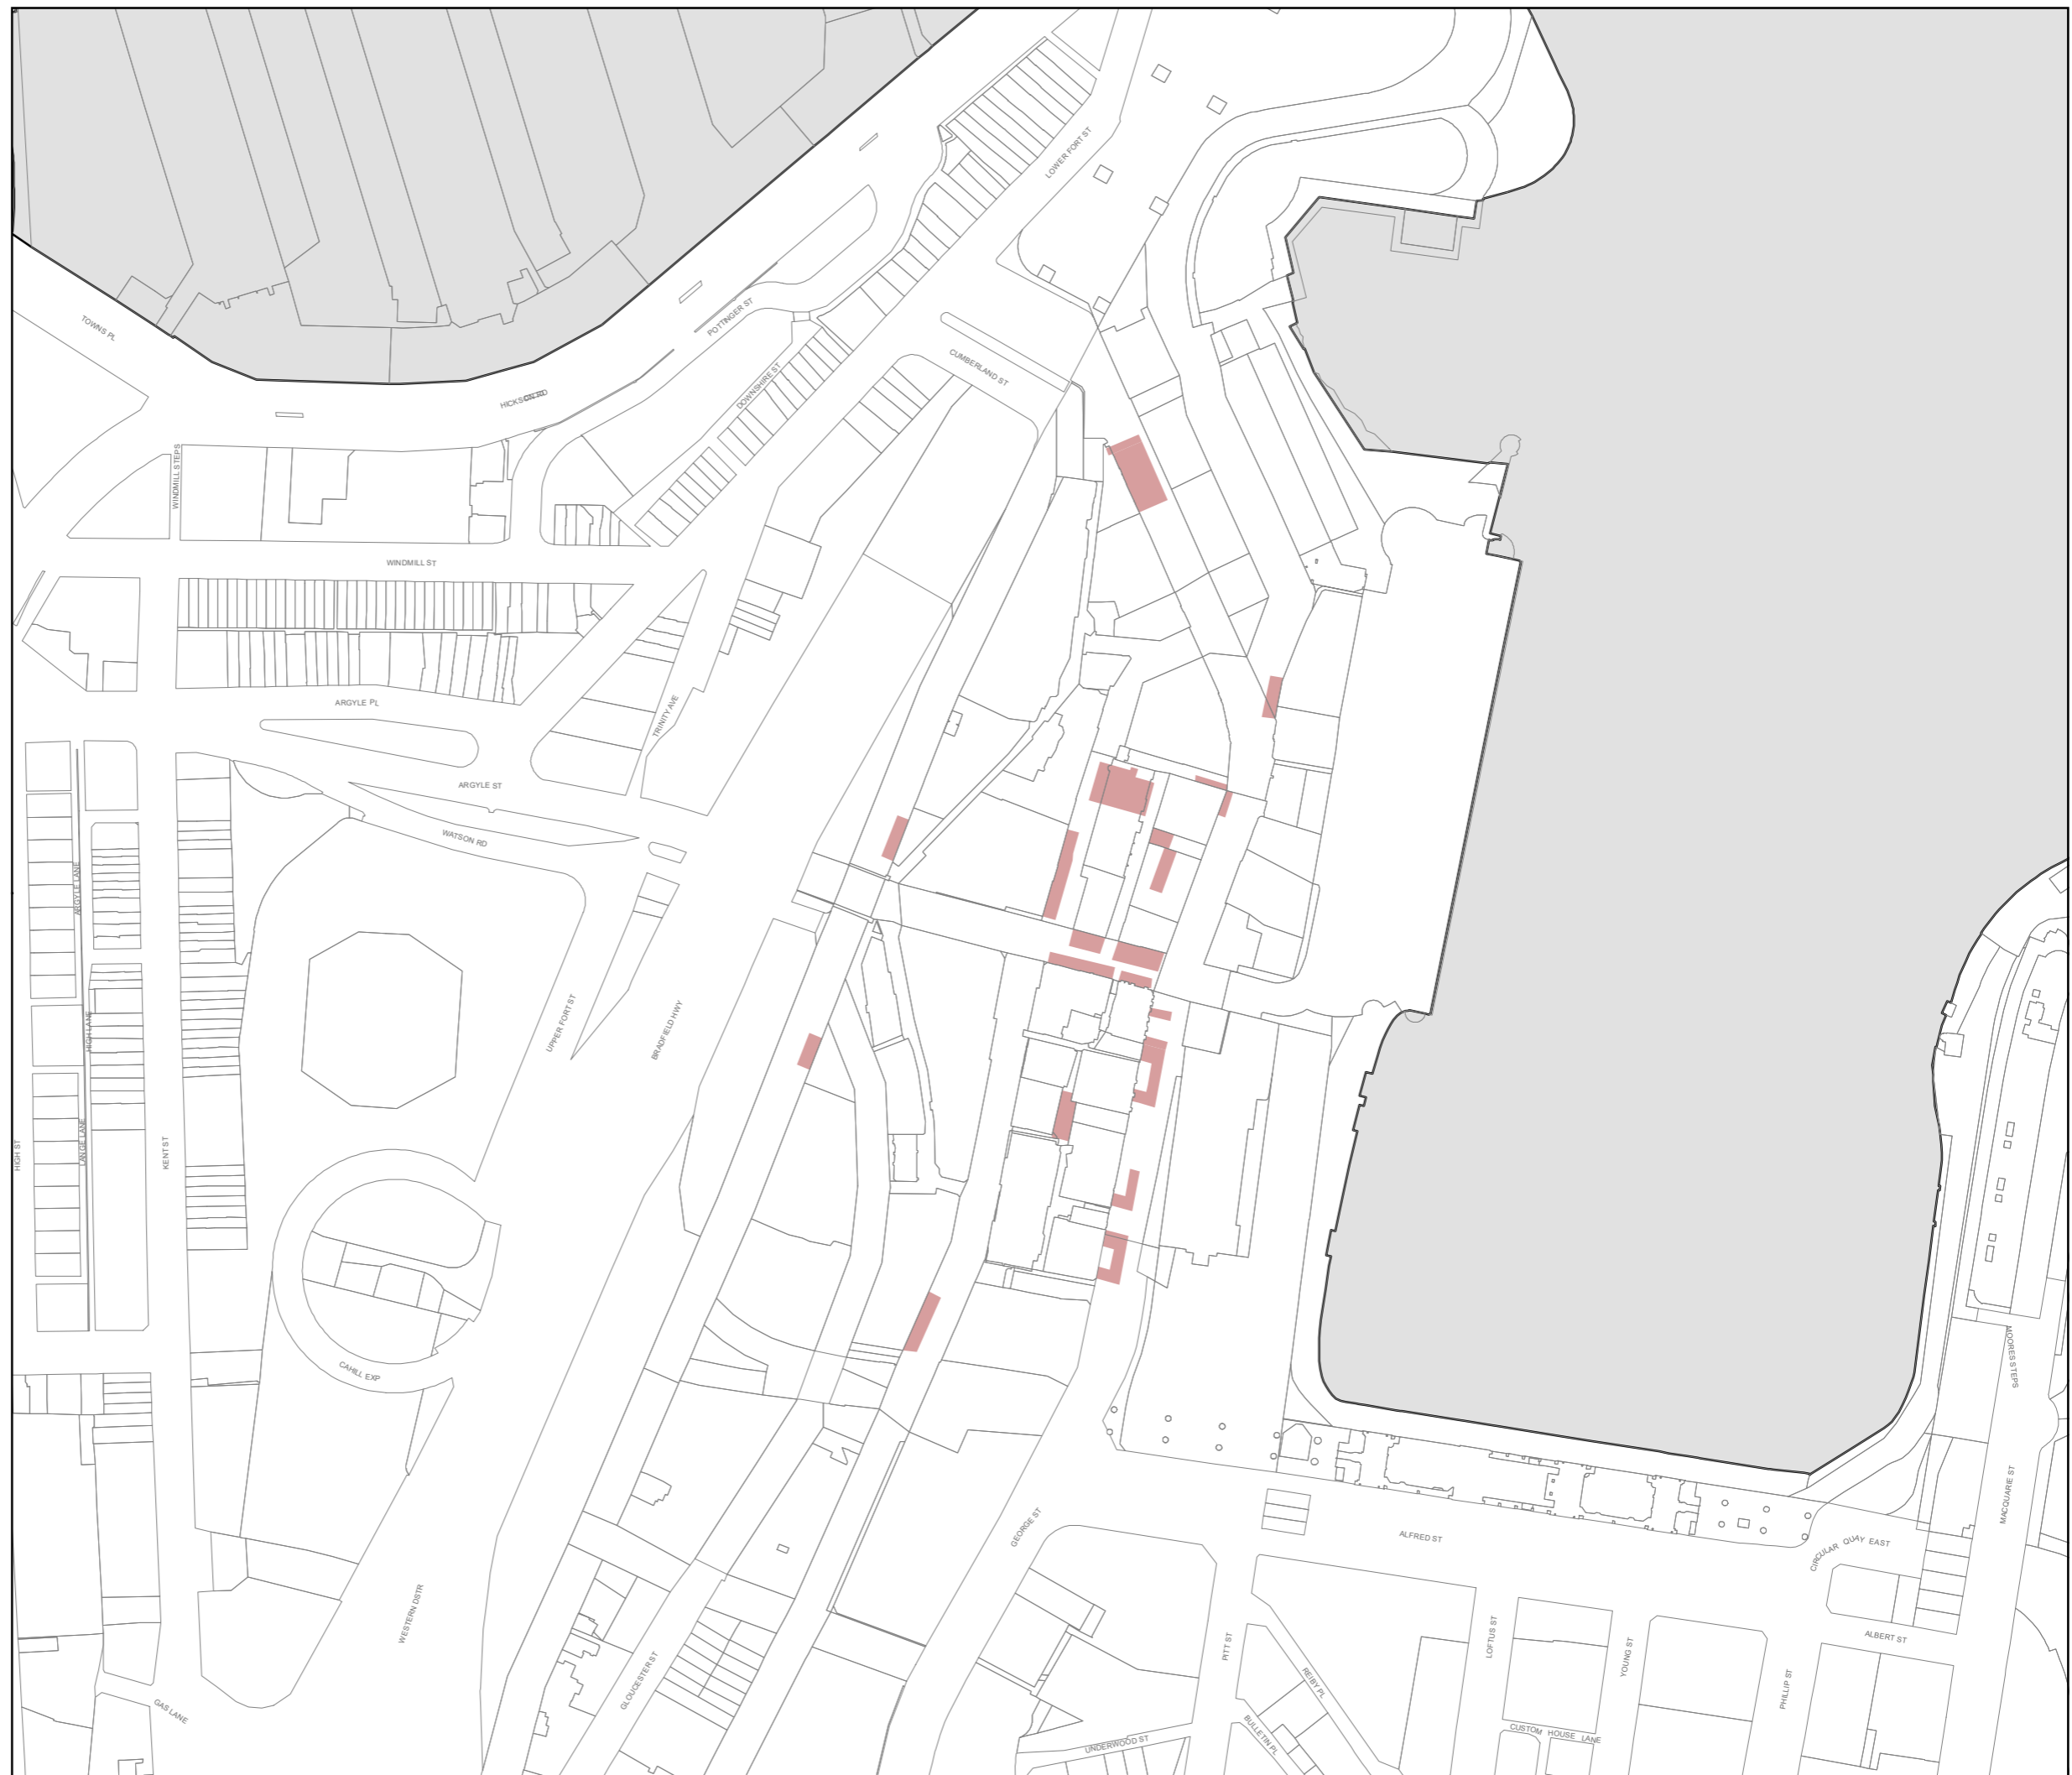 LOWER FORT ST
TOWNS PL
POTTINGER ST
CUMBERLAND ST
DOWNSHIRE ST
HICKSON RD
WINDMILL STEPS
WINDMILL ST
ARGYLE PL
TRINITY AVE
ARGYLE ST
WATSON RD
ARGYLE LANE
UPPER FORT ST
BRADFIELD HWY
HIGH LANE
HIGH ST
LANCE LANE
KENT ST
CAHILL EXP
MOORES STEPS
MACQUARIE ST
GEORGE ST
ALFRED ST
CIRCULAR QUAY EAST
WESTERN DSTR
GLOUCESTER ST
PITT ST
LOFTUS ST
YOUNG ST
ALBERT ST
PHILLIP ST
REIBY PL
GAS LANE
BULLETIN PL
CUSTOM HOUSE LANE
UNDERWOOD ST